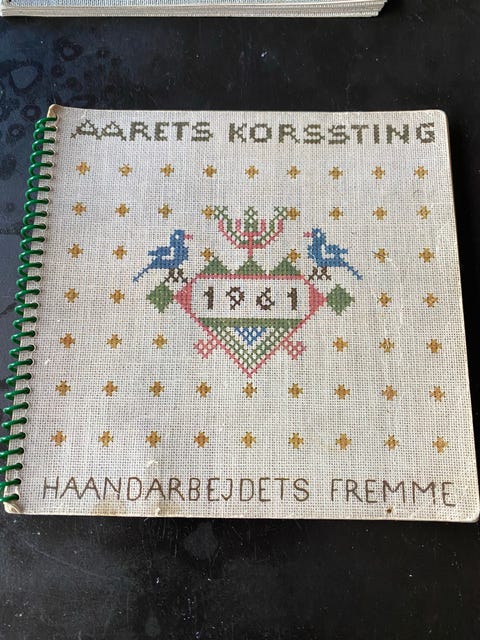 AARETS KORSSTING
1961
HAANDARBEJDETS FREMME